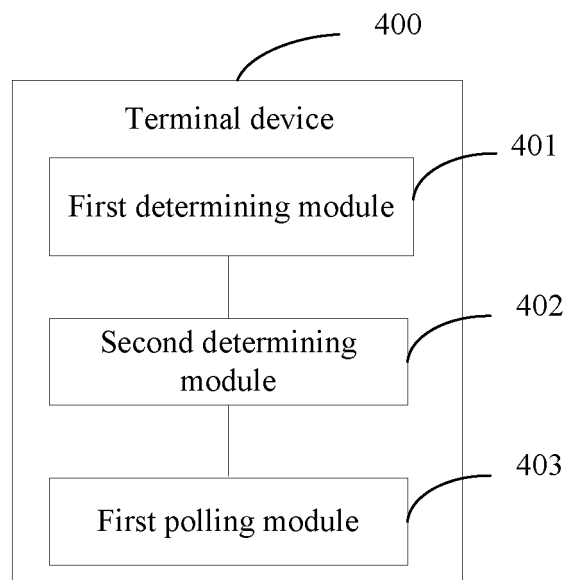 400
Terminal device
401
First determining module
402
Second determining
module
403
First polling module